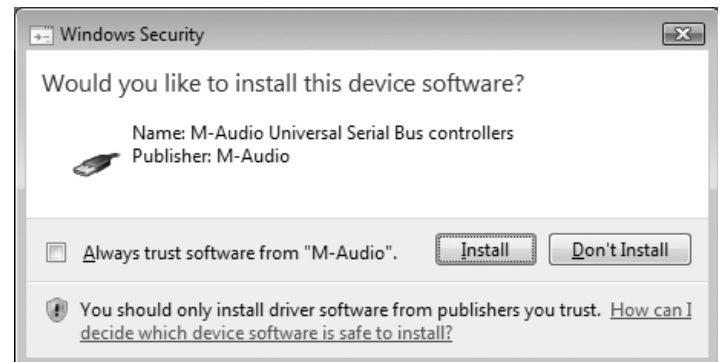 Windows Security
Would you like to install this device software?
Name: M-Audio Universal Serial Bus controllers
Publisher: M-Audio
Always trust software from "M-Audio".
Install
Don't Install
You should only install driver software from publishers you trust. How can I
decide which device software is safe to install?